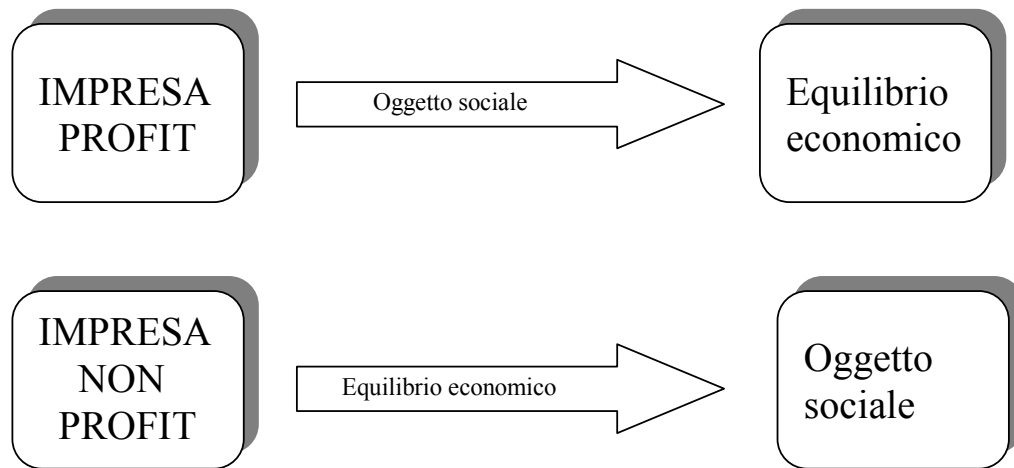 IMPRESA
PROFIT
Oggetto sociale
Equilibrio
economico
IMPRESA
NON
PROFIT
Equilibrio economico
Oggetto
sociale